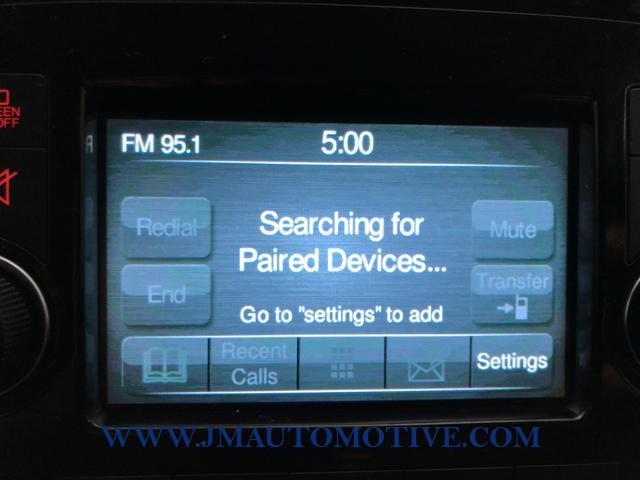 FM 95.1
5:00
Redial
Searching for
Paired Devices...
Mute
End
Transfer
Go to "settings" to add
Recent
Calls
Settings
OFF
WWW.JMAUTOMOTIVE.COM